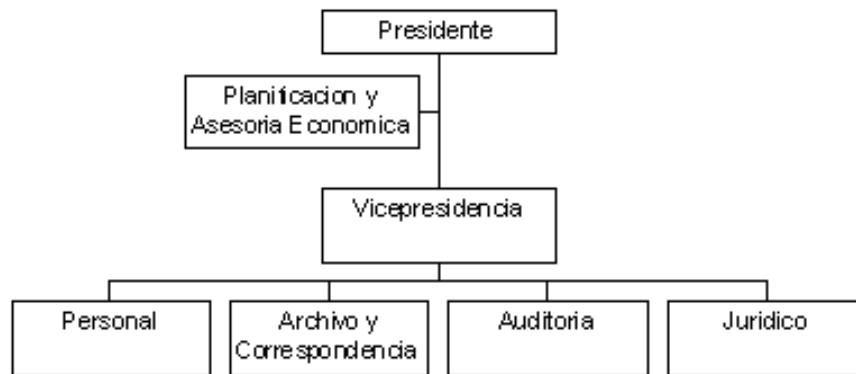 Presidente
Planificacion y
Asesoria Economica
Vicepresidencia
Personal
Archivo y
Correspondencia
Auditoria
Juridico